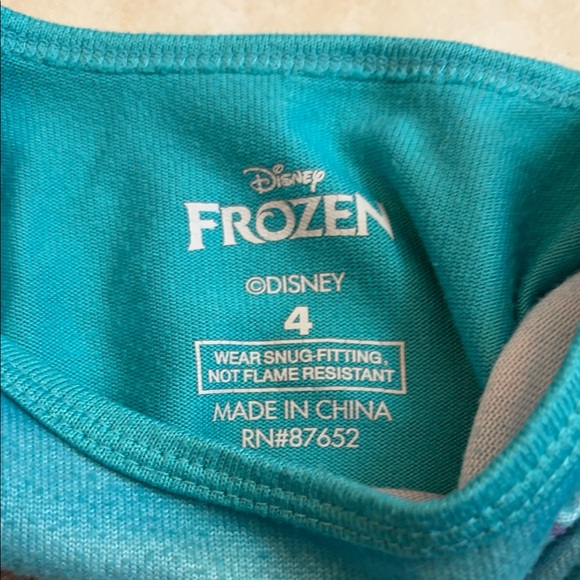 Disney
FROZEN
©DISNEY
4
WEAR SNUG-FITTING,
NOT FLAME RESISTANT
MADE IN CHINA
RN#87652